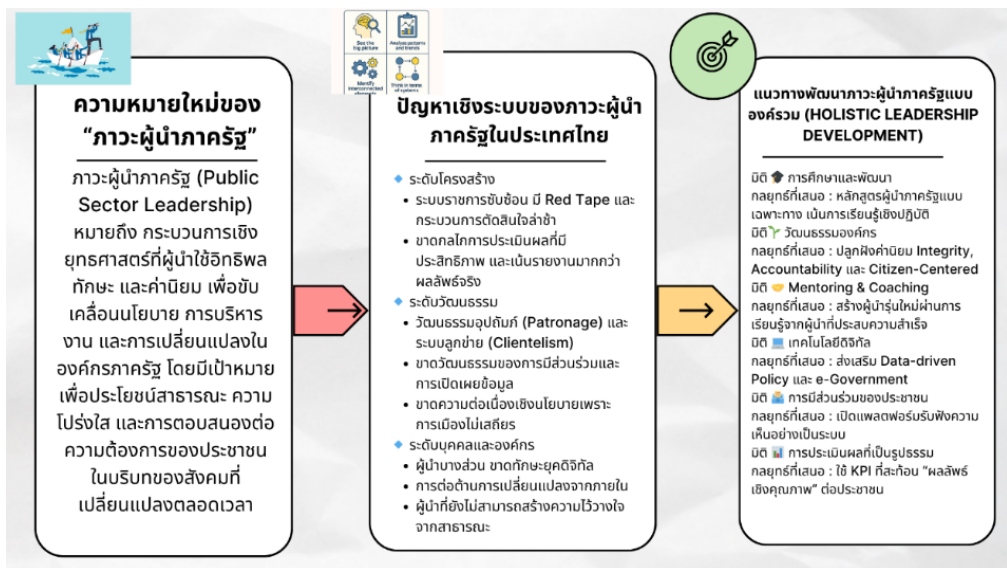 ความหมายใหม่ของ
“ภาวะผู้นำภาครัฐ”
ภาวะผู้นำภาครัฐ (Public
Sector Leadership)
หมายถึง กระบวนการเชิง
ยุทธศาสตร์ที่ผู้นำใช้อิทธิพล
ทักษะ และค่านิยม เพื่อขับ
เคลื่อนนโยบาย การบริหาร
งาน และการเปลี่ยนแปลงใน
องค์กรภาครัฐ โดยมีเป้าหมาย
เพื่อประโยชน์สาธารณะ ความ
โปร่งใส และการตอบสนองต่อ
ความต้องการของประชาชน
ในบริบทของสังคมที่
เปลี่ยนแปลงตลอดเวลา
See the
big picture
Analyze patterns
and trends
Identify
interconnected
Think in terms
of systems
ปัญหาเชิงระบบของภาวะผู้นำ
ภาครัฐในประเทศไทย
ระดับโครงสร้าง
ระบบราชการซับซ้อน มี Red Tape และ
กระบวนการตัดสินใจล่าช้า
ขาดกลไกการประเมินผลที่มี
ประสิทธิภาพ และเน้นรายงานมากกว่า
ผลลัพธ์จริง
ระดับวัฒนธรรม
วัฒนธรรมอุปถัมภ์ (Patronage) และ
ระบบลูกข่าย (Clientelism)
ขาดวัฒนธรรมของการมีส่วนร่วมและ
การเปิดเผยข้อมูล
ขาดความต่อเนื่องเชิงนโยบายเพราะ
การเมืองไม่เสถียร
ระดับบุคคลและองค์กร
ผู้นำบางส่วน ขาดทักษะยุคดิจิทัล
การต่อต้านการเปลี่ยนแปลงจากภายใน
ผู้นำที่ยังไม่สามารถสร้างความไว้วางใจ
จากสาธารณะ
แนวทางพัฒนาภาวะผู้นำภาครัฐแบบ
องค์รวม (HOLISTIC LEADERSHIP
DEVELOPMENT)
มิติ 🎓 การศึกษาและพัฒนา
กลยุทธ์ที่เสนอ : หลักสูตรผู้นำภาครัฐแบบ
เฉพาะทาง เน้นการเรียนรู้เชิงปฏิบัติ
มิติ🌱 วัฒนธรรมองค์กร
กลยุทธ์ที่เสนอ : ปลูกฝังค่านิยม Integrity,
Accountability และ Citizen-Centered
มิติ 🤝 Mentoring & Coaching
กลยุทธ์ที่เสนอ : สร้างผู้นำรุ่นใหม่ผ่านการ
เรียนรู้จากผู้นำที่ประสบความสำเร็จ
มิติ 💻 เทคโนโลยีดิจิทัล
กลยุทธ์ที่เสนอ : ส่งเสริม Data-driven
Policy และ e-Government
มิติ 🗳️ การมีส่วนร่วมของประชาชน
กลยุทธ์ที่เสนอ : เปิดแพลตฟอร์มรับฟังความ
เห็นอย่างเป็นระบบ
มิติ 📊 การประเมินผลที่เป็นรูปธรรม
กลยุทธ์ที่เสนอ : ใช้ KPI ที่สะท้อน “ผลลัพธ์
เชิงคุณภาพ” ต่อประชาชน